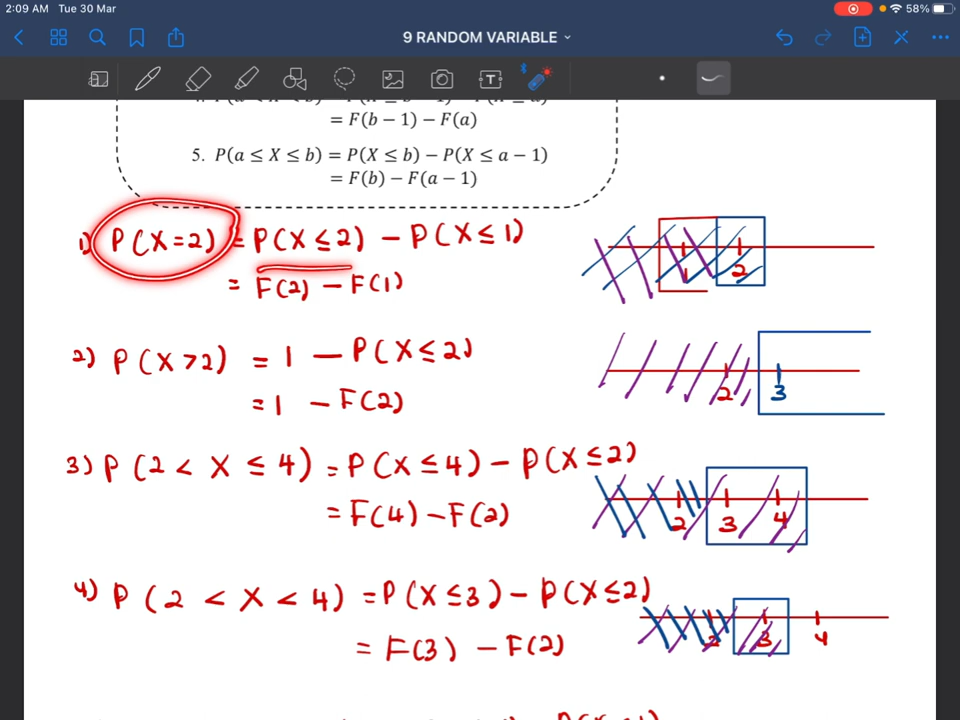 2:09 AM Tue 30 Mar
58%
9 RANDOM VARIABLE
T
= F(b − 1) − F(a)
5. P(a ≤ X ≤ b) = P(X ≤ b) − P(X ≤ a − 1)
= F(b) − F(a − 1)
1) P(X=2) = P(X ≤ 2) − P(X ≤ 1)
= F(2) − F(1)
1 2
2) P(X > 2) = 1 − P(X ≤ 2)
= 1 − F(2)
2 3
3) P(2 < X ≤ 4) = P(X ≤ 4) − P(X ≤ 2)
= F(4) − F(2)
2 3 4
4) P(2 < X < 4) = P(X ≤ 3) − P(X ≤ 2)
= F(3) − F(2)
2 3 4